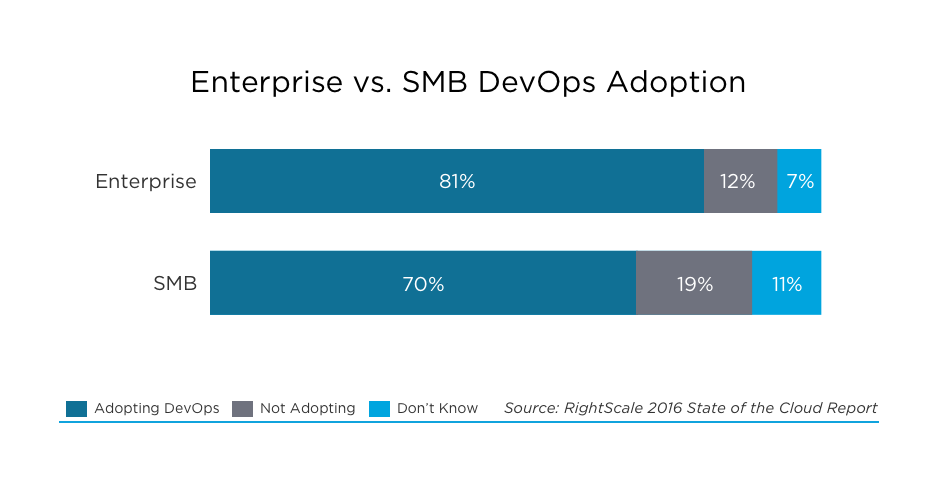 Enterprise vs. SMB DevOps Adoption
Enterprise 81% 12% 7%
SMB 70% 19% 11%
Adopting DevOps Not Adopting Don't Know Source: RightScale 2016 State of the Cloud Report